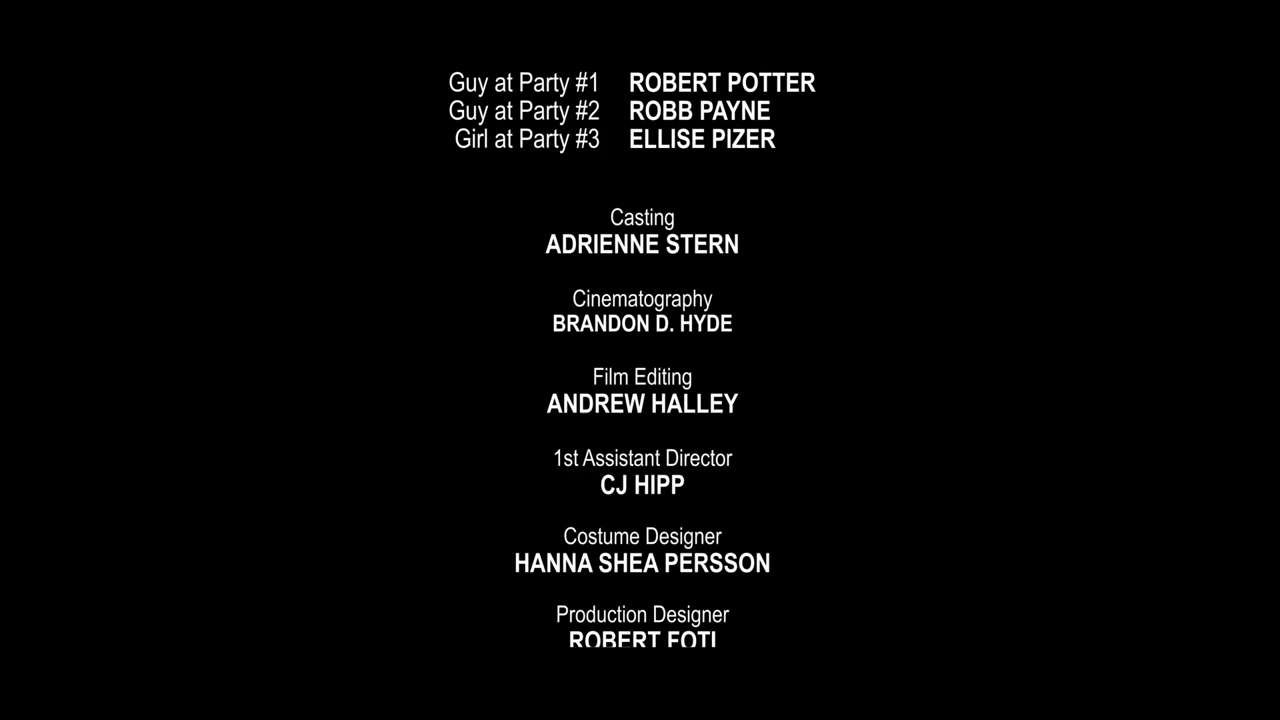 Guy at Party #1 ROBERT POTTER
Guy at Party #2 ROBB PAYNE
Girl at Party #3 ELLISE PIZER
Casting
ADRIENNE STERN
Cinematography
BRANDON D. HYDE
Film Editing
ANDREW HALLEY
1st Assistant Director
CJ HIPP
Costume Designer
HANNA SHEA PERSSON
Production Designer
ROBERT FOTI